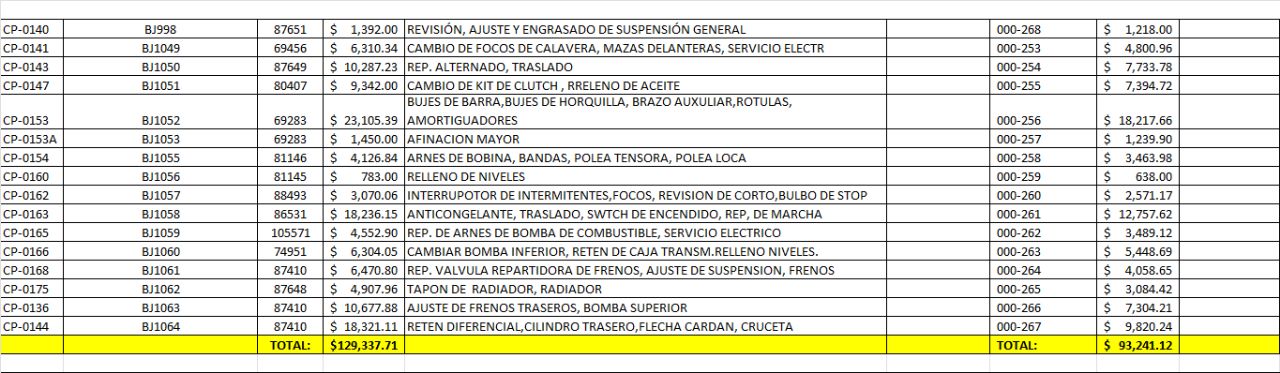 CP-0140 BJ998 87651 $ 1,392.00 REVISIÓN, AJUSTE Y ENGRASADO DE SUSPENSIÓN GENERAL 000-268 $ 1,218.00
CP-0141 BJ1049 69456 $ 6,310.34 CAMBIO DE FOCOS DE CALAVERA, MAZAS DELANTERAS, SERVICIO ELECTR 000-253 $ 4,800.96
CP-0143 BJ1050 87649 $ 10,287.23 REP. ALTERNADO, TRASLADO 000-254 $ 7,733.78
CP-0147 BJ1051 80407 $ 9,342.00 CAMBIO DE KIT DE CLUTCH , RRELENO DE ACEITE 000-255 $ 7,394.72
BUJES DE BARRA,BUJES DE HORQUILLA, BRAZO AUXULIAR,ROTULAS,
CP-0153 BJ1052 69283 $ 23,105.39 AMORTIGUADORES 000-256 $ 18,217.66
CP-0153A BJ1053 69283 $ 1,450.00 AFINACION MAYOR 000-257 $ 1,239.90
CP-0154 BJ1055 81146 $ 4,126.84 ARNES DE BOBINA, BANDAS, POLEA TENSORA, POLEA LOCA 000-258 $ 3,463.98
CP-0160 BJ1056 81145 $ 783.00 RELLENO DE NIVELES 000-259 $ 638.00
CP-0162 BJ1057 88493 $ 3,070.06 INTERRUPOTOR DE INTERMITENTES,FOCOS, REVISION DE CORTO,BULBO DE STOP 000-260 $ 2,571.17
CP-0163 BJ1058 86531 $ 18,236.15 ANTICONGELANTE, TRASLADO, SWTCH DE ENCENDIDO, REP, DE MARCHA 000-261 $ 12,757.62
CP-0165 BJ1059 105571 $ 4,552.90 REP. DE ARNES DE BOMBA DE COMBUSTIBLE, SERVICIO ELECTRICO 000-262 $ 3,489.12
CP-0166 BJ1060 74951 $ 6,304.05 CAMBIAR BOMBA INFERIOR, RETEN DE CAJA TRANSM.RELLENO NIVELES. 000-263 $ 5,448.69
CP-0168 BJ1061 87410 $ 6,470.80 REP. VALVULA REPARTIDORA DE FRENOS, AJUSTE DE SUSPENSION, FRENOS 000-264 $ 4,058.65
CP-0175 BJ1062 87648 $ 4,907.96 TAPON DE RADIADOR, RADIADOR 000-265 $ 3,084.42
CP-0136 BJ1063 87410 $ 10,677.88 AJUSTE DE FRENOS TRASEROS, BOMBA SUPERIOR 000-266 $ 7,304.21
CP-0144 BJ1064 87410 $ 18,321.11 RETEN DIFERENCIAL,CILINDRO TRASERO,FLECHA CARDAN, CRUCETA 000-267 $ 9,820.24
TOTAL: $129,337.71 TOTAL: $ 93,241.12